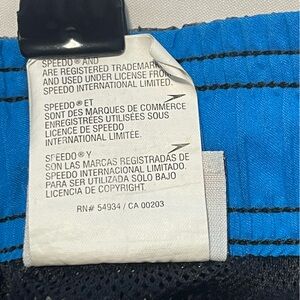 SPEEDO ® AND
ARE REGISTERED TRADEMARK
AND USED UNDER LICENSE FROM
SPEEDO INTERNATIONAL LIMITED.
SPEEDO ® ET
SONT DES MARQUES DE COMMERCE
ENREGISTRÉES UTILISÉES SOUS
LICENCE DE SPEEDO
INTERNATIONAL LIMITEE.
SPEEDO ® Y
SON LAS MARCAS REGISTRADAS DE
SPEEDO INTERNACIONAL LIMITADO.
PARA SER UTILIZADA SOLO BAJO
LICENCIA DE COPYRIGHT.
RN# 54934 / CA 00203